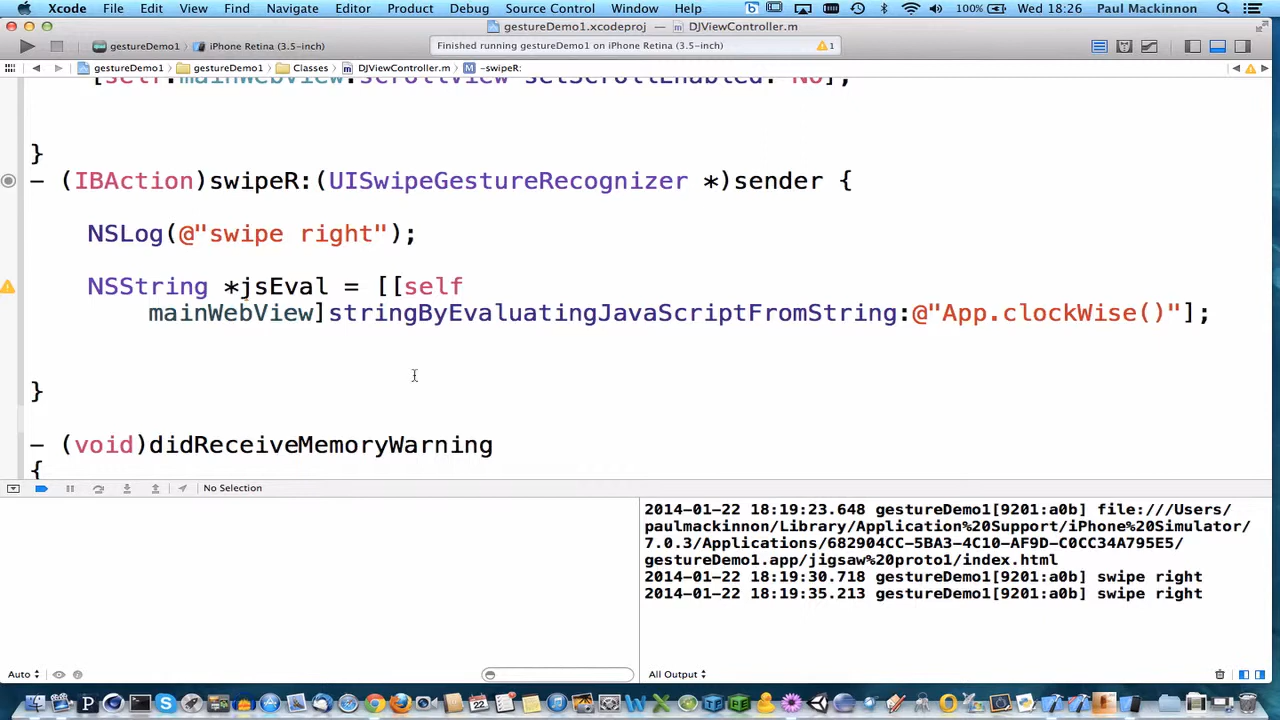 Xcode File Edit View Find Navigate Editor Product Debug Source Control Window Help 100% Wed 18:26 Paul Mackinnon
gestureDemo1.xcodeproj — DJViewController.m
gestureDemo1 iPhone Retina (3.5-inch) Finished running gestureDemo1 on iPhone Retina (3.5-inch) 1
gestureDemo1 gestureDemo1 Classes DJViewController.m M -swipeR:
[self.mainWebView.scrollView setScrollEnabled: NO];
}
- (IBAction)swipeR:(UISwipeGestureRecognizer *)sender {
NSLog(@"swipe right");
NSString *jsEval = [[self
mainWebView]stringByEvaluatingJavaScriptFromString:@"App.clockWise()"];
}
- (void)didReceiveMemoryWarning
{
No Selection
2014-01-22 18:19:23.648 gestureDemo1[9201:a0b] file:///Users/
paulmackinnon/Library/Application%20Support/iPhone%20Simulator/
7.0.3/Applications/682904CC-5BA3-4C10-AF9D-C0CC34A795E5/
gestureDemo1.app/jigsaw%20proto1/index.html
2014-01-22 18:19:30.718 gestureDemo1[9201:a0b] swipe right
2014-01-22 18:19:35.213 gestureDemo1[9201:a0b] swipe right
Auto All Output